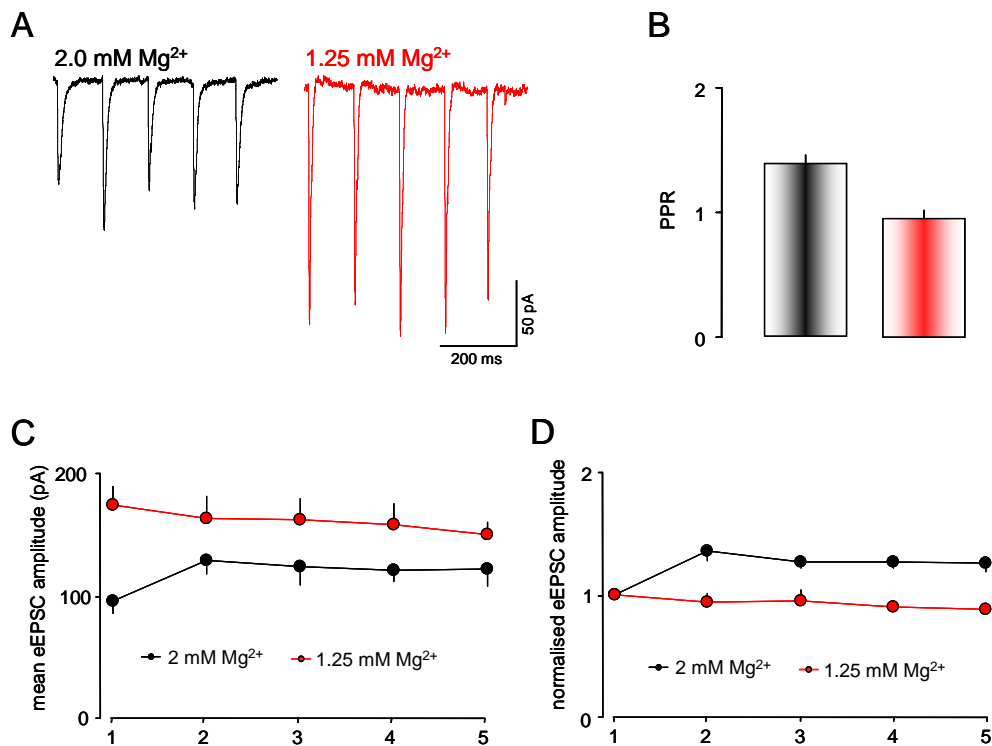 A
2.0 mM Mg²⁺
1.25 mM Mg²⁺
50 pA
200 ms
B
2
1
0
PPR
C
200
100
0
mean eEPSC amplitude (pA)
2 mM Mg²⁺
1.25 mM Mg²⁺
1 2 3 4 5
D
2
1
0
normalised eEPSC amplitude
2 mM Mg²⁺
1.25 mM Mg²⁺
1 2 3 4 5